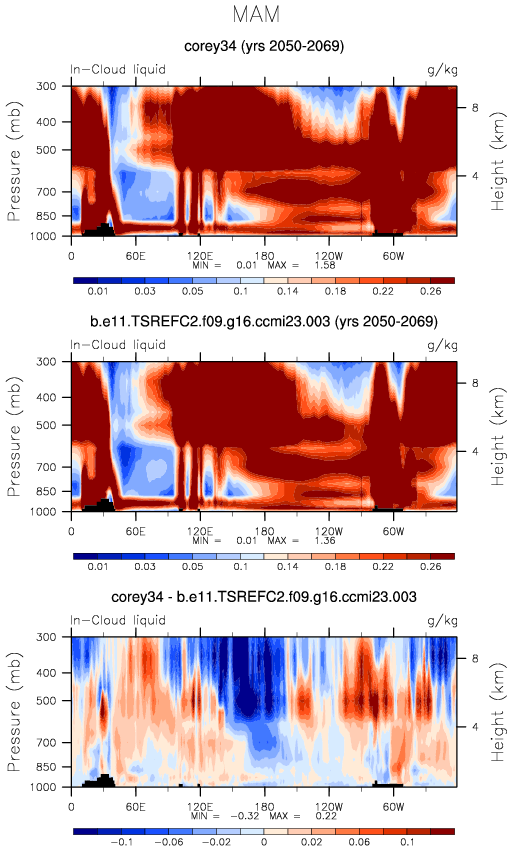 MAM
corey34 (yrs 2050-2069)
In-Cloud liquid g/kg
300
400
500
700
850
1000
Pressure (mb)
8
4
Height (km)
0 60E 120E 180 120W 60W
MIN = 0.01 MAX = 1.58
0.01 0.03 0.05 0.1 0.14 0.18 0.22 0.26
b.e11.TSREFC2.f09.g16.ccmi23.003 (yrs 2050-2069)
In-Cloud liquid g/kg
300
400
500
700
850
1000
Pressure (mb)
8
4
Height (km)
0 60E 120E 180 120W 60W
MIN = 0.01 MAX = 1.36
0.01 0.03 0.05 0.1 0.14 0.18 0.22 0.26
corey34 - b.e11.TSREFC2.f09.g16.ccmi23.003
In-Cloud liquid g/kg
300
400
500
700
850
1000
Pressure (mb)
8
4
Height (km)
0 60E 120E 180 120W 60W
MIN = -0.32 MAX = 0.22
-0.1 -0.06 -0.02 0 0.02 0.06 0.1